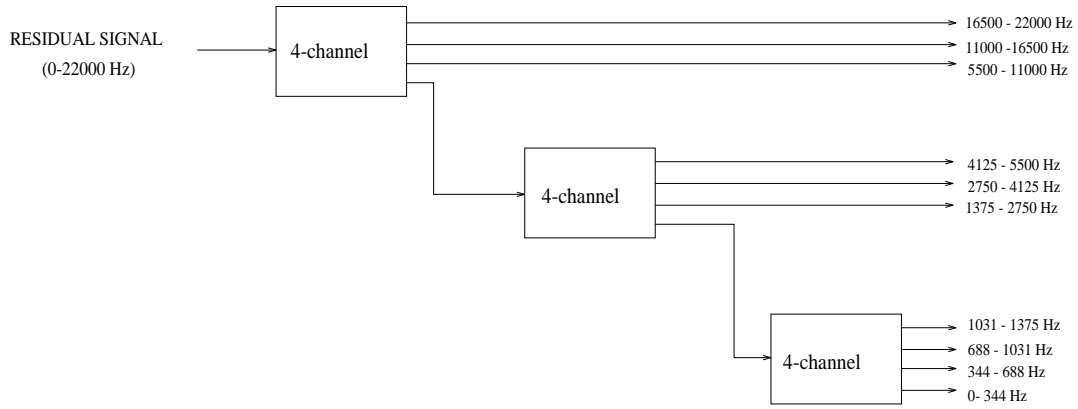 RESIDUAL SIGNAL
(0-22000 Hz)
4-channel
16500 - 22000 Hz
11000 -16500 Hz
5500 - 11000 Hz
4-channel
4125 - 5500 Hz
2750 - 4125 Hz
1375 - 2750 Hz
4-channel
1031 - 1375 Hz
688 - 1031 Hz
344 - 688 Hz
0- 344 Hz